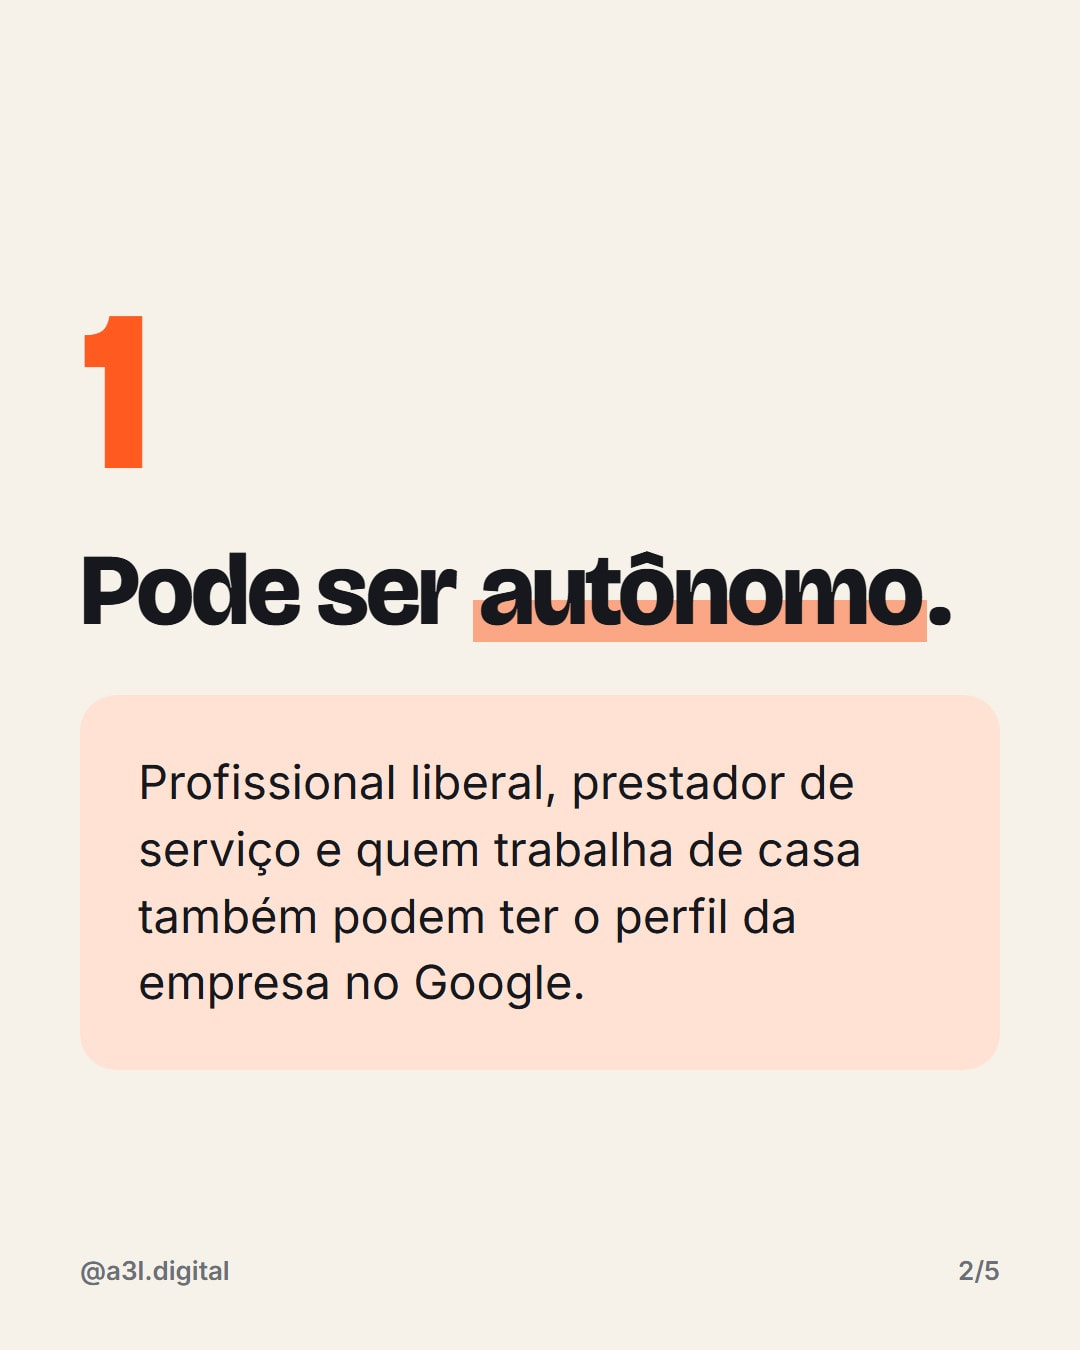 1
Pode ser autônomo.
Profissional liberal, prestador de
serviço e quem trabalha de casa
também podem ter o perfil da
empresa no Google.
@a3l.digital
2/5